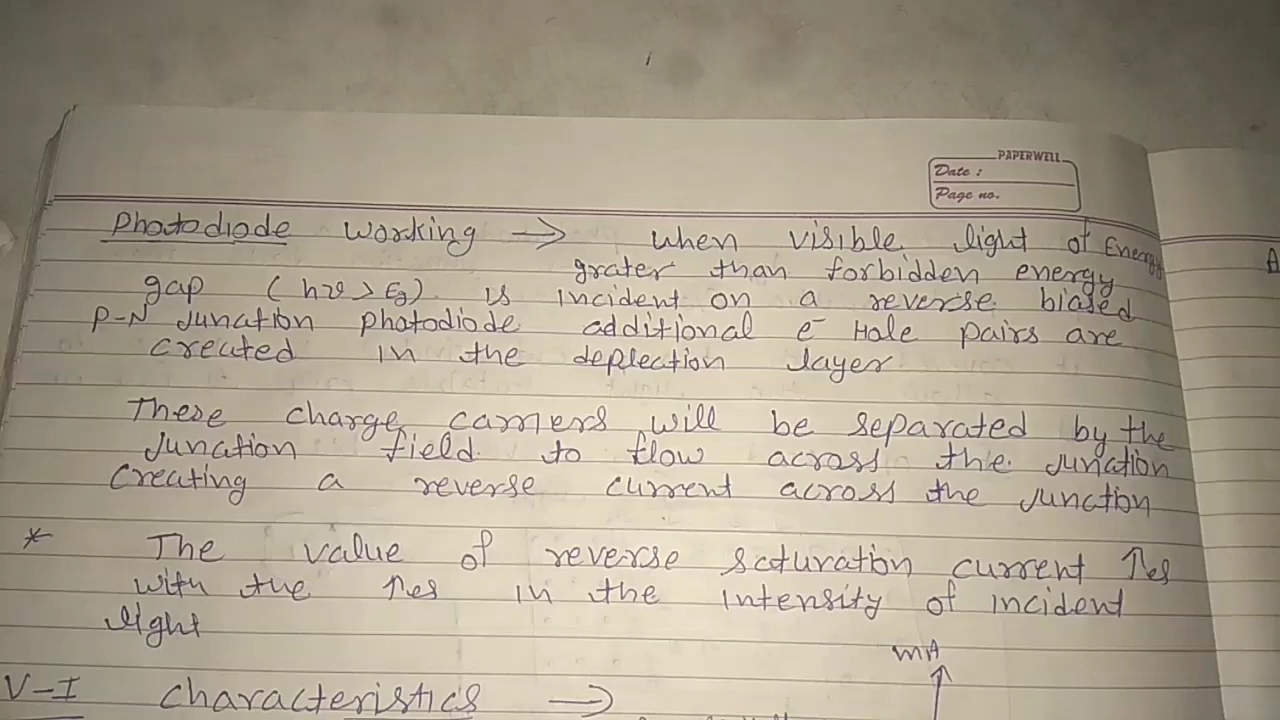 PAPERWELL
Date :
Page no.
Photodiode working → when visible light of Energy
grater than forbidden energy
gap (hν > Eg) is incident on a reverse biased
P-N Junction photodiode additional e⁻ Hole pairs are
created in the deplection layer
These charge carriers will be separated by the
Junction field to flow across the junction
Creating a reverse current across the Junction
* The value of reverse saturation current ↑es
with the ↑es in the intensity of incident
light
mA
V-I characteristics →